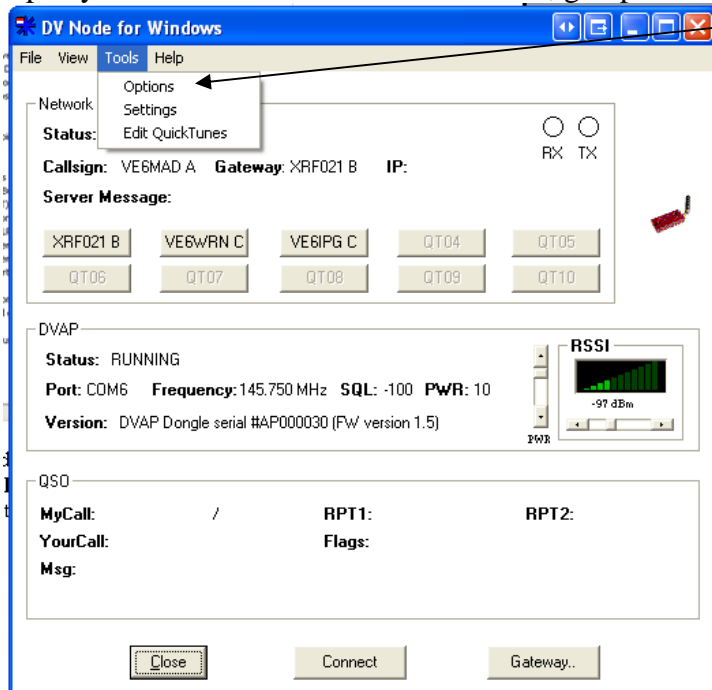 DV Node for Windows
File View Tools Help
Options
Settings
Edit QuickTunes
Network
Status:
RX TX
Callsign: VE6MAD A Gateway: XRF021 B IP:
Server Message:
XRF021 B VE6WRN C VE6IPG C QT04 QT05
QT06 QT07 QT08 QT09 QT10
DVAP
RSSI
Status: RUNNING
Port: COM6 Frequency: 145.750 MHz SQL: -100 PWR: 10
-97 dBm
Version: DVAP Dongle serial #AP000030 (FW version 1.5)
PWR
QSO
MyCall: / RPT1: RPT2:
YourCall: Flags:
Msg:
Close Connect Gateway..